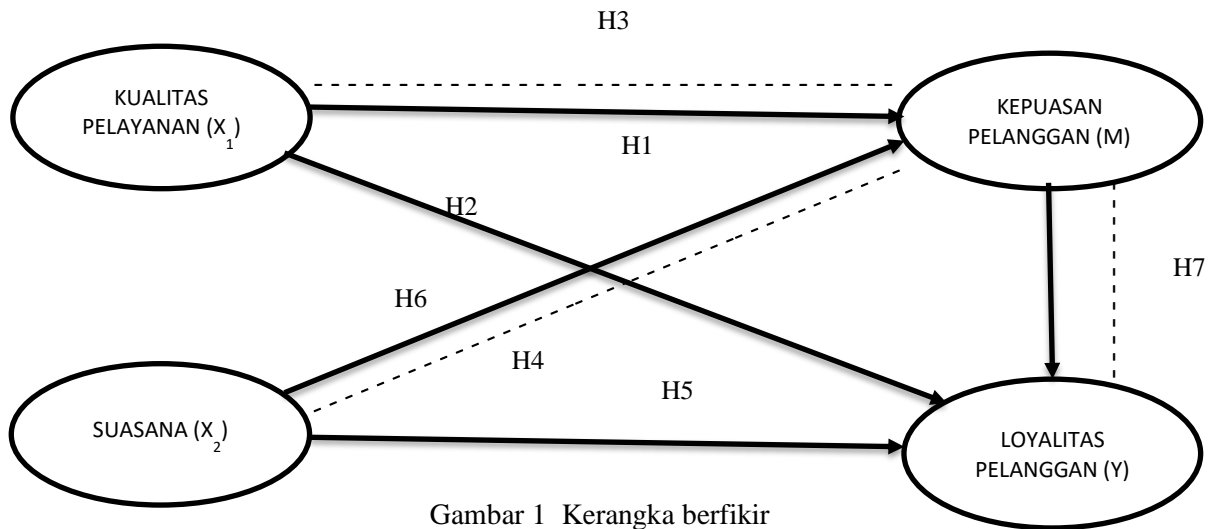 H3
KUALITAS
PELAYANAN (X₁)
KEPUASAN
PELANGGAN (M)
H1
H2
H7
H6
H4
H5
SUASANA (X₂)
LOYALITAS
PELANGGAN (Y)
Gambar 1 Kerangka berfikir